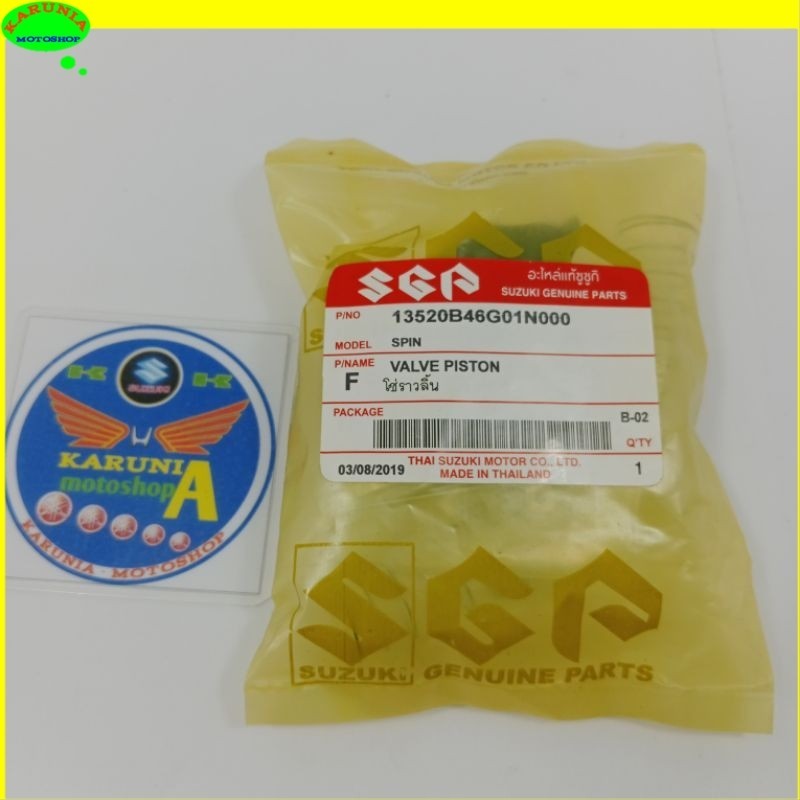 KARUNIA
MOTOSHOP
SGP
อะไหล่แท้ซูซูกิ
SUZUKI GENUINE PARTS
P/NO 13520B46G01N000
MODEL SPIN
P/NAME VALVE PISTON
F โซ่ราวลิ้น
PACKAGE B-02
Q'TY
03/08/2019 THAI SUZUKI MOTOR CO., LTD. 1
MADE IN THAILAND
SUZUKI
KARUNIA
motoshop
KARUNIA - MOTOSHOP
SGP
SUZUKI GENUINE PARTS